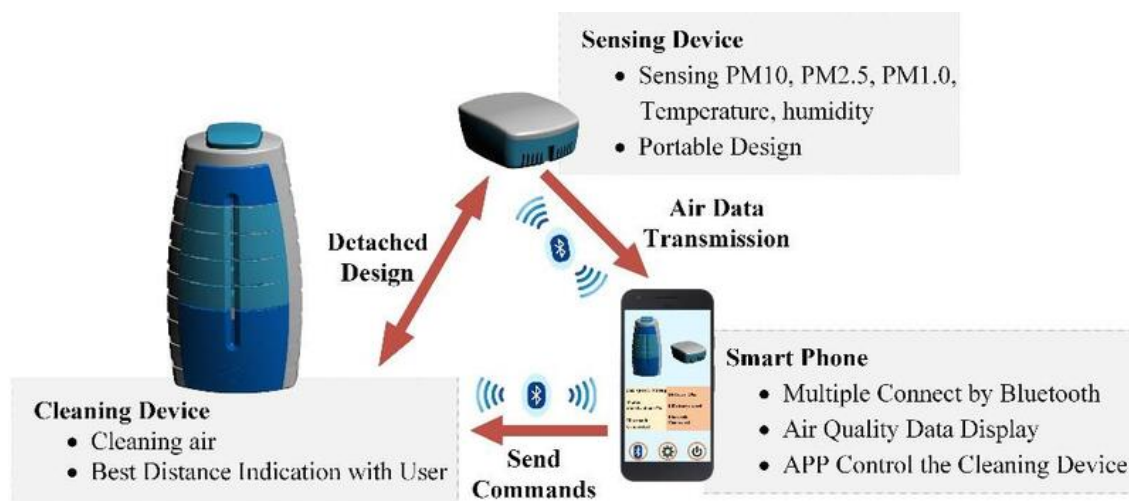 Sensing Device
• Sensing PM10, PM2.5, PM1.0,
Temperature, humidity
• Portable Design
Air Data
Transmission
Detached
Design
Smart Phone
• Multiple Connect by Bluetooth
• Air Quality Data Display
• APP Control the Cleaning Device
Cleaning Device
• Cleaning air
• Best Distance Indication with User
Send
Commands